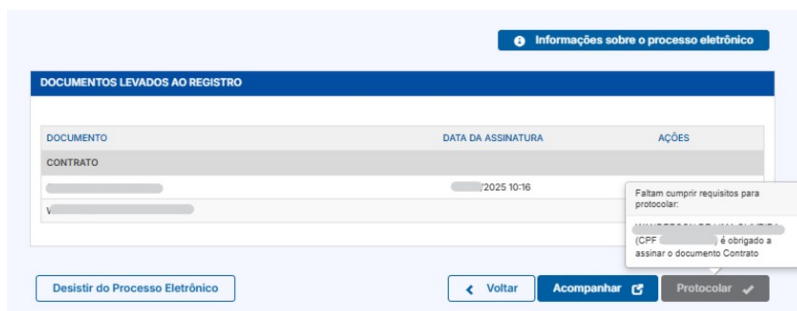 Informações sobre o processo eletrônico
DOCUMENTOS LEVADOS AO REGISTRO
DOCUMENTO DATA DA ASSINATURA AÇÕES
CONTRATO
/2025 10:16
Faltam cumprir requisitos para
protocolar:
(CPF ) é obrigado a
assinar o documento Contrato
Desistir do Processo Eletrônico Voltar Acompanhar Protocolar